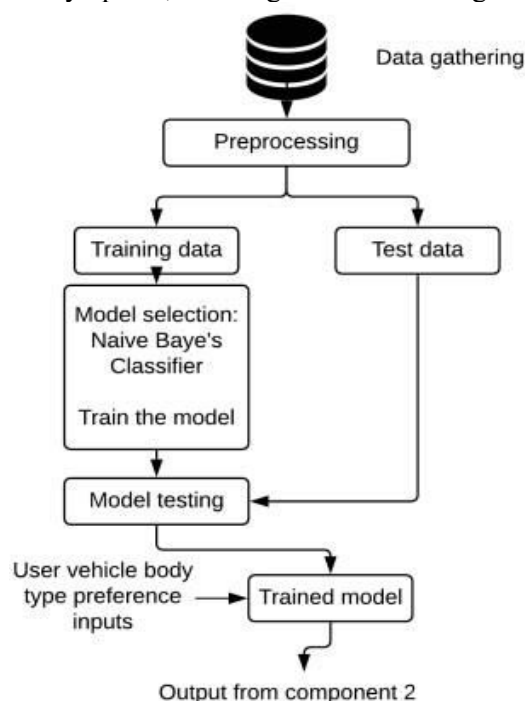 Data gathering
Preprocessing
Training data
Test data
Model selection:
Naive Baye's
Classifier
Train the model
Model testing
User vehicle body
type preference
inputs
Trained model
Output from component 2